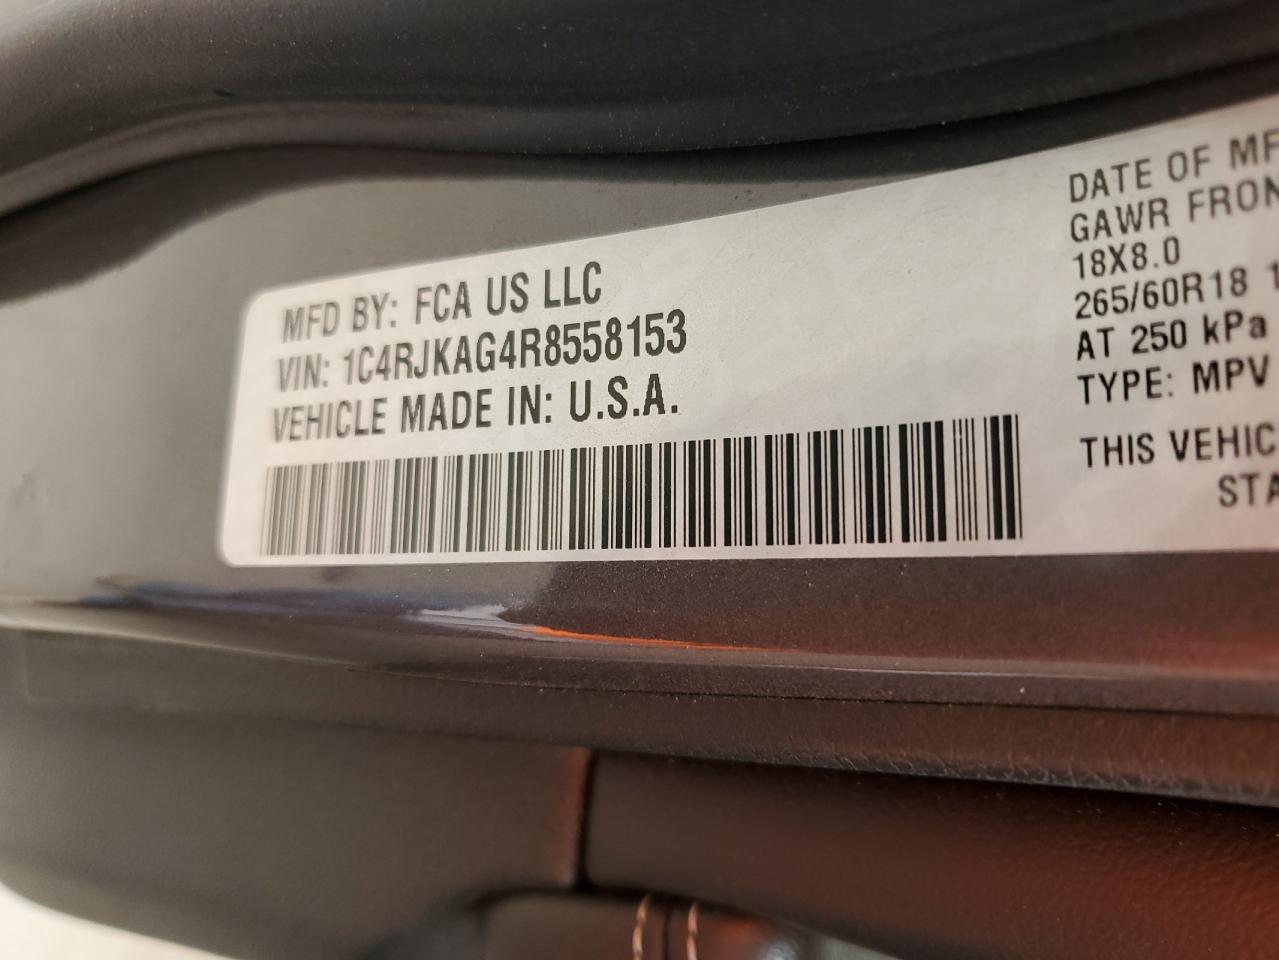 MFD BY: FCA US LLC
VIN: 1C4RJKAG4R8558153
VEHICLE MADE IN: U.S.A.
DATE OF MF
GAWR FRON
18X8.0
265/60R18 1
AT 250 kPa
TYPE: MPV
THIS VEHIC
STA